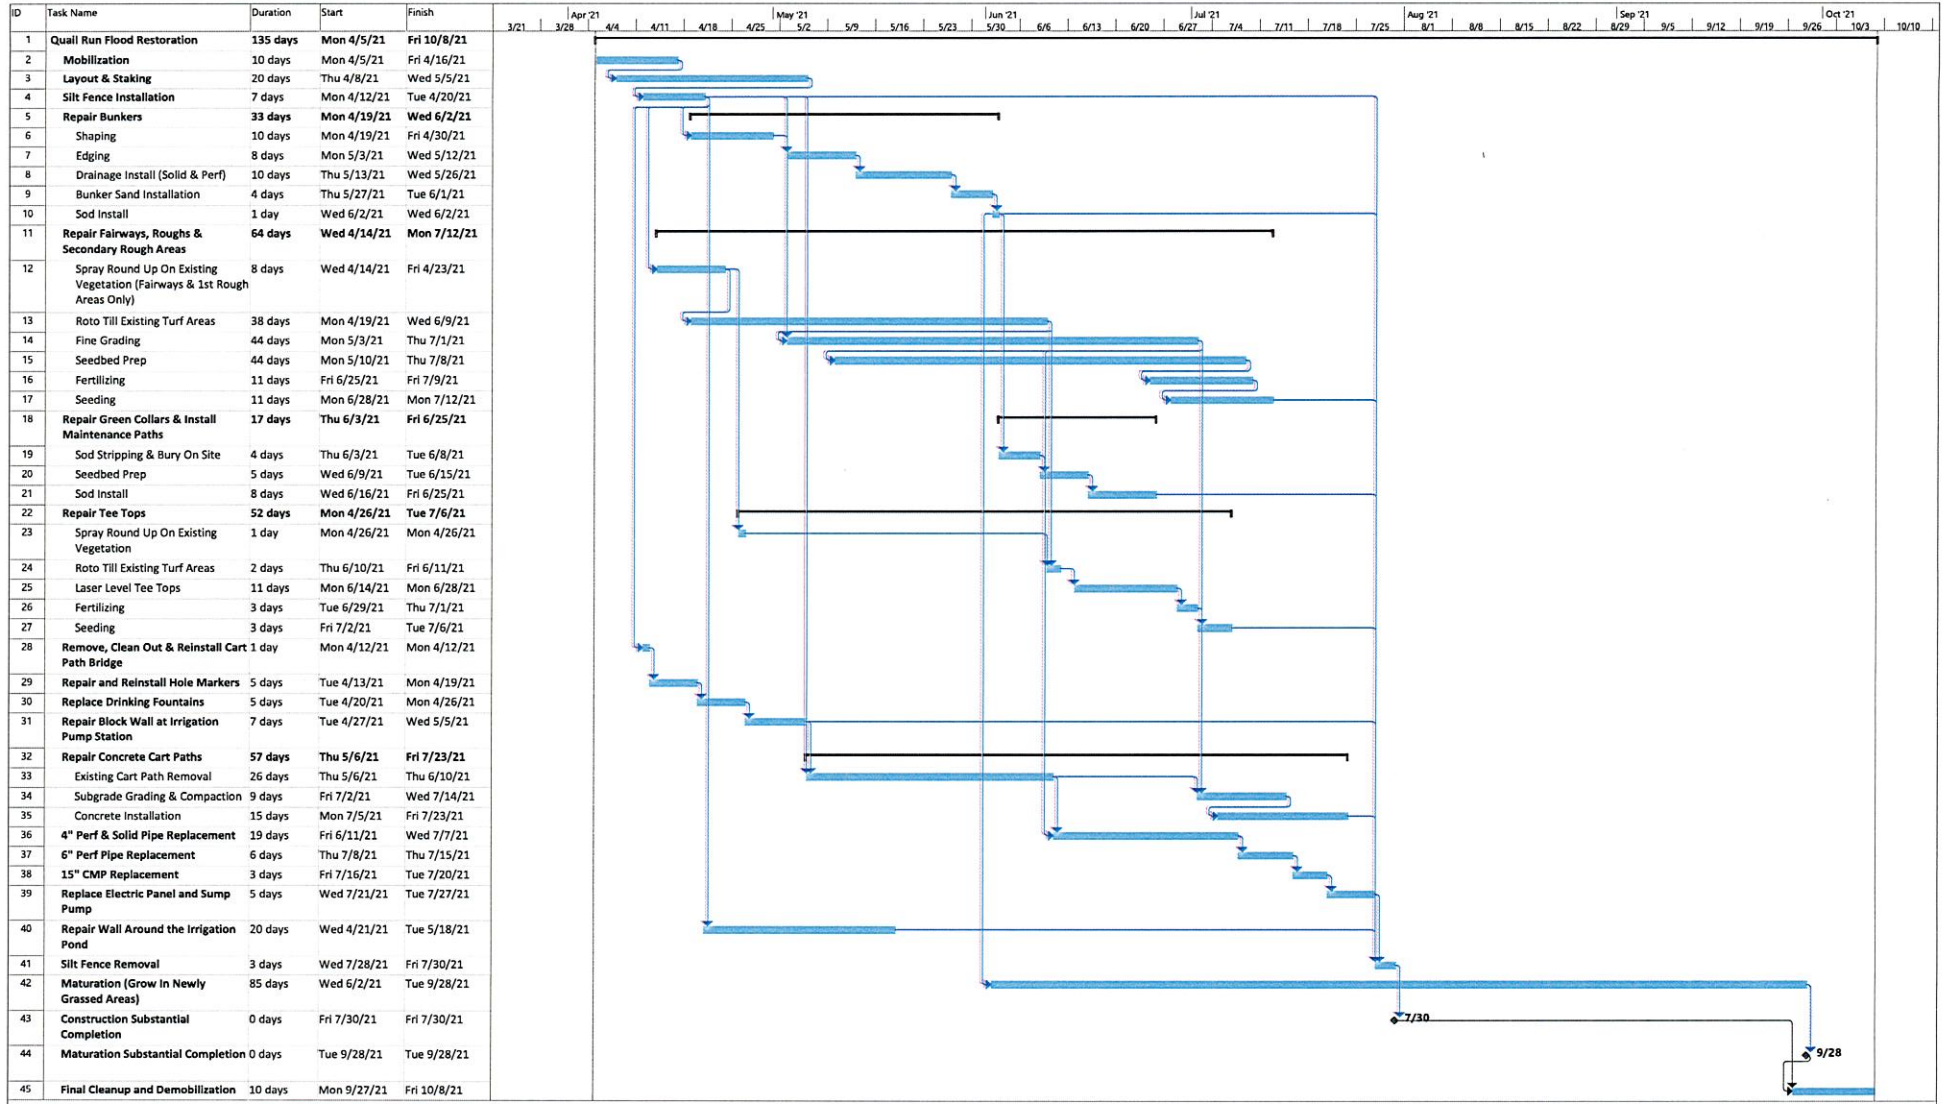 ID Task Name Duration Start Finish
Apr '21 May '21 Jun '21 Jul '21 Aug '21 Sep '21 Oct '21
3/21 3/28 4/4 4/11 4/18 4/25 5/2 5/9 5/16 5/23 5/30 6/6 6/13 6/20 6/27 7/4 7/11 7/18 7/25 8/1 8/8 8/15 8/22 8/29 9/5 9/12 9/19 9/26 10/3 10/10
1 Quail Run Flood Restoration 135 days Mon 4/5/21 Fri 10/8/21
2 Mobilization 10 days Mon 4/5/21 Fri 4/16/21
3 Layout & Staking 20 days Thu 4/8/21 Wed 5/5/21
4 Silt Fence Installation 7 days Mon 4/12/21 Tue 4/20/21
5 Repair Bunkers 33 days Mon 4/19/21 Wed 6/2/21
6 Shaping 10 days Mon 4/19/21 Fri 4/30/21
7 Edging 8 days Mon 5/3/21 Wed 5/12/21
8 Drainage Install (Solid & Perf) 10 days Thu 5/13/21 Wed 5/26/21
9 Bunker Sand Installation 4 days Thu 5/27/21 Tue 6/1/21
10 Sod Install 1 day Wed 6/2/21 Wed 6/2/21
11 Repair Fairways, Roughs & 64 days Wed 4/14/21 Mon 7/12/21
Secondary Rough Areas
12 Spray Round Up On Existing 8 days Wed 4/14/21 Fri 4/23/21
Vegetation (Fairways & 1st Rough
Areas Only)
13 Roto Till Existing Turf Areas 38 days Mon 4/19/21 Wed 6/9/21
14 Fine Grading 44 days Mon 5/3/21 Thu 7/1/21
15 Seedbed Prep 44 days Mon 5/10/21 Thu 7/8/21
16 Fertilizing 11 days Fri 6/25/21 Fri 7/9/21
17 Seeding 11 days Mon 6/28/21 Mon 7/12/21
18 Repair Green Collars & Install 17 days Thu 6/3/21 Fri 6/25/21
Maintenance Paths
19 Sod Stripping & Bury On Site 4 days Thu 6/3/21 Tue 6/8/21
20 Seedbed Prep 5 days Wed 6/9/21 Tue 6/15/21
21 Sod Install 8 days Wed 6/16/21 Fri 6/25/21
22 Repair Tee Tops 52 days Mon 4/26/21 Tue 7/6/21
23 Spray Round Up On Existing 1 day Mon 4/26/21 Mon 4/26/21
Vegetation
24 Roto Till Existing Turf Areas 2 days Thu 6/10/21 Fri 6/11/21
25 Laser Level Tee Tops 11 days Mon 6/14/21 Mon 6/28/21
26 Fertilizing 3 days Tue 6/29/21 Thu 7/1/21
27 Seeding 3 days Fri 7/2/21 Tue 7/6/21
28 Remove, Clean Out & Reinstall Cart 1 day Mon 4/12/21 Mon 4/12/21
Path Bridge
29 Repair and Reinstall Hole Markers 5 days Tue 4/13/21 Mon 4/19/21
30 Replace Drinking Fountains 5 days Tue 4/20/21 Mon 4/26/21
31 Repair Block Wall at Irrigation 7 days Tue 4/27/21 Wed 5/5/21
Pump Station
32 Repair Concrete Cart Paths 57 days Thu 5/6/21 Fri 7/23/21
33 Existing Cart Path Removal 26 days Thu 5/6/21 Thu 6/10/21
34 Subgrade Grading & Compaction 9 days Fri 7/2/21 Wed 7/14/21
35 Concrete Installation 15 days Mon 7/5/21 Fri 7/23/21
36 4" Perf & Solid Pipe Replacement 19 days Fri 6/11/21 Wed 7/7/21
37 6" Perf Pipe Replacement 6 days Thu 7/8/21 Thu 7/15/21
38 15" CMP Replacement 3 days Fri 7/16/21 Tue 7/20/21
39 Replace Electric Panel and Sump 5 days Wed 7/21/21 Tue 7/27/21
Pump
40 Repair Wall Around the Irrigation 20 days Wed 4/21/21 Tue 5/18/21
Pond
41 Silt Fence Removal 3 days Wed 7/28/21 Fri 7/30/21
42 Maturation (Grow In Newly 85 days Wed 6/2/21 Tue 9/28/21
Grassed Areas)
43 Construction Substantial 0 days Fri 7/30/21 Fri 7/30/21 7/30
Completion
44 Maturation Substantial Completion 0 days Tue 9/28/21 Tue 9/28/21 9/28
45 Final Cleanup and Demobilization 10 days Mon 9/27/21 Fri 10/8/21